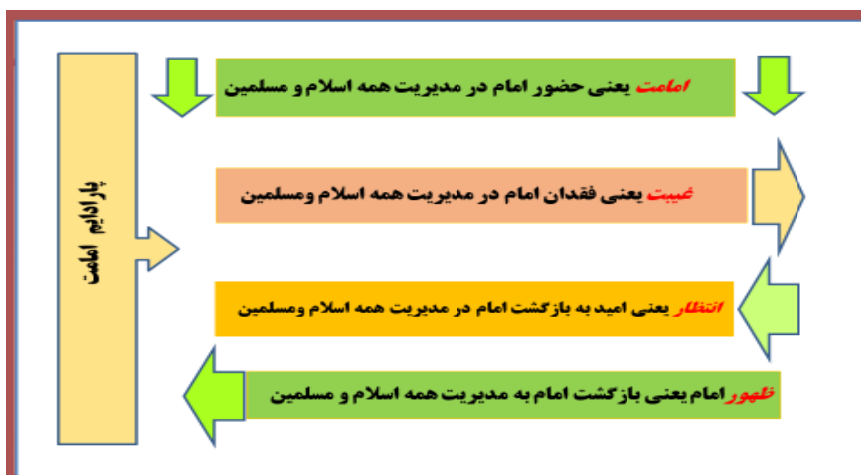 پارادایم امامت
امامت یعنی حضور امام در مدیریت همه اسلام و مسلمین
غیبت یعنی فقدان امام در مدیریت همه اسلام ومسلمین
انتظار یعنی امید به بازگشت امام در مدیریت همه اسلام ومسلمین
ظهور امام یعنی بازگشت امام به مدیریت همه اسلام و مسلمین